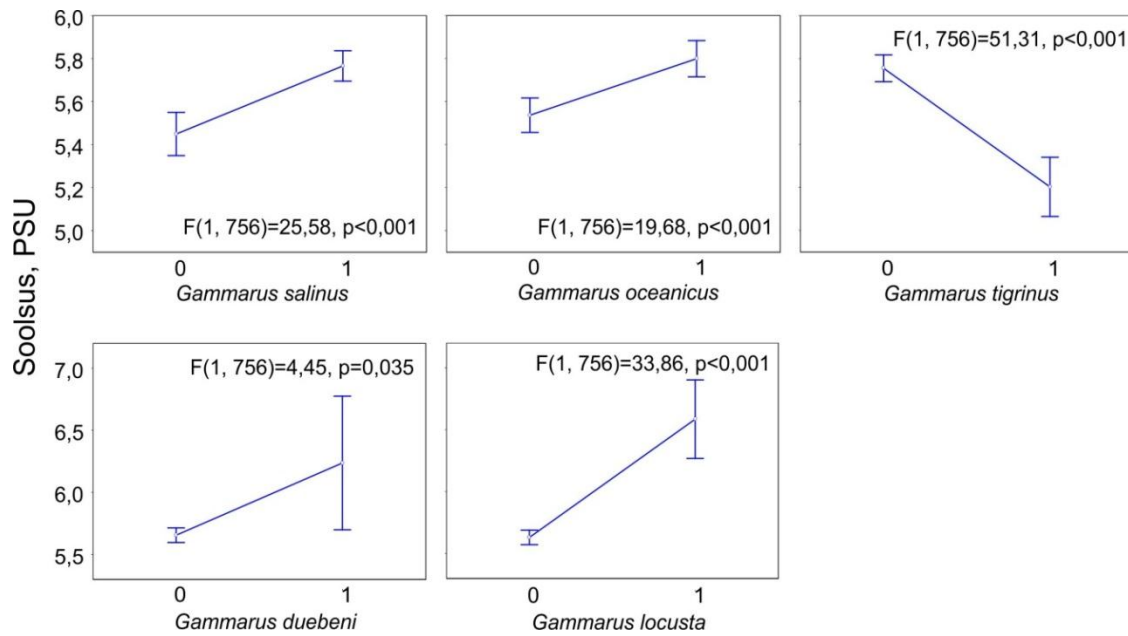 Soolsus, PSU
6,0
5,8
5,6
5,4
5,2
5,0
F(1, 756)=25,58, p<0,001
0 1
Gammarus salinus
F(1, 756)=19,68, p<0,001
0 1
Gammarus oceanicus
F(1, 756)=51,31, p<0,001
0 1
Gammarus tigrinus
7,0
6,5
6,0
5,5
F(1, 756)=4,45, p=0,035
0 1
Gammarus duebeni
F(1, 756)=33,86, p<0,001
0 1
Gammarus locusta